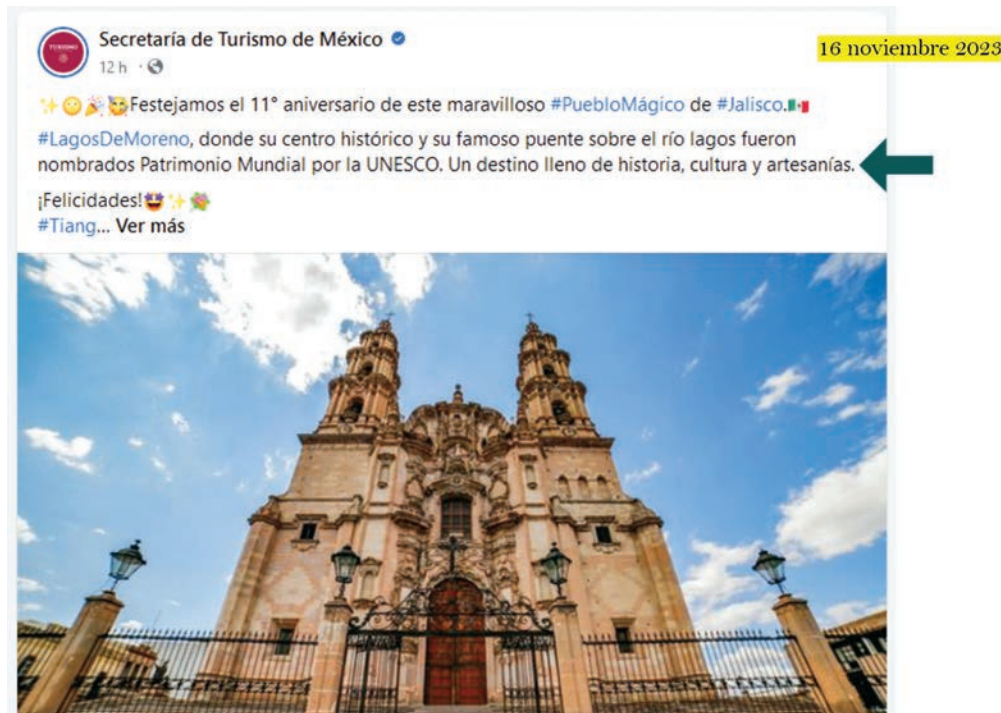 Secretaría de Turismo de México
16 noviembre 2023
TURISMO
12 h ·
✨🙂🎉🥳Festejamos el 11° aniversario de este maravilloso #PuebloMágico de #Jalisco.🇲🇽
#LagosDeMoreno, donde su centro histórico y su famoso puente sobre el río lagos fueron
nombrados Patrimonio Mundial por la UNESCO. Un destino lleno de historia, cultura y artesanías.
¡Felicidades!🤩✨💐
#Tiang... Ver más